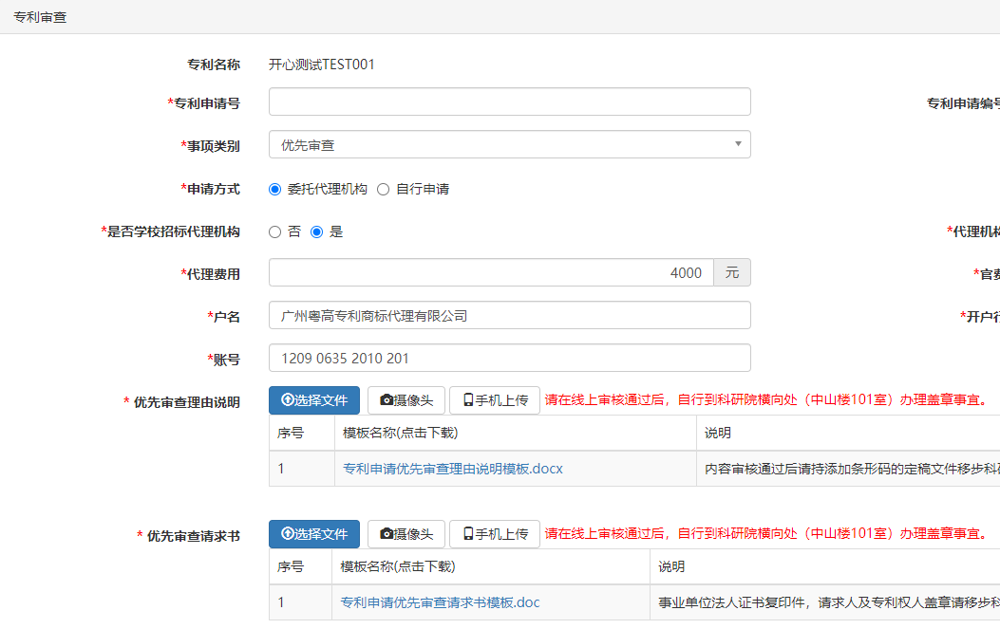 专利审查
专利名称 开心测试TEST001
*专利申请号 专利申请编号
*事项类别 优先审查
*申请方式 委托代理机构 自行申请
*是否学校招标代理机构 否 是 *代理机构
*代理费用 4000 元 *官费
*户名 广州粤高专利商标代理有限公司 *开户行
*账号 1209 0635 2010 201
* 优先审查理由说明 选择文件 摄像头 手机上传 请在线上审核通过后，自行到科研院横向处（中山楼101室）办理盖章事宜。
序号 模板名称(点击下载) 说明
1 专利申请优先审查理由说明模板.docx 内容审核通过后请持添加条形码的定稿文件移步科研
* 优先审查请求书 选择文件 摄像头 手机上传 请在线上审核通过后，自行到科研院横向处（中山楼101室）办理盖章事宜。
序号 模板名称(点击下载) 说明
1 专利申请优先审查请求书模板.doc 事业单位法人证书复印件，请求人及专利权人盖章请移步科